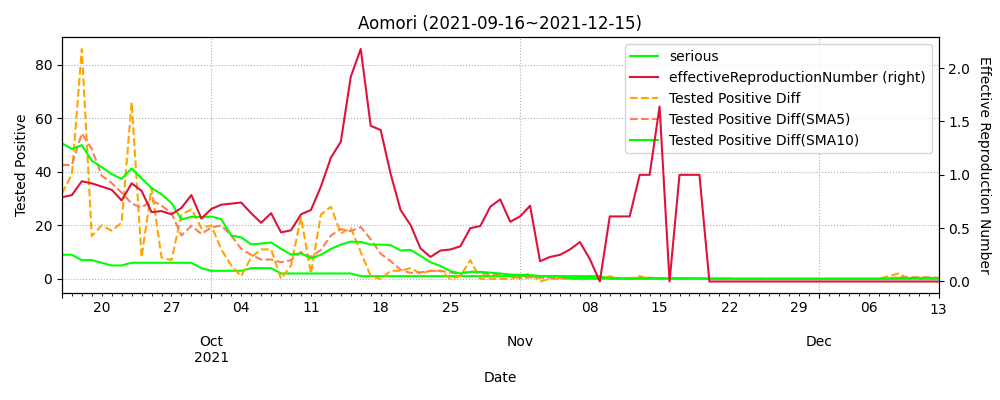 Aomori (2021-09-16~2021-12-15)
serious
effectiveReproductionNumber (right)
Tested Positive Diff
Tested Positive Diff(SMA5)
Tested Positive Diff(SMA10)
Tested Positive
80
60
40
20
0
Effective Reproduction Number
2.0
1.5
1.0
0.5
0.0
20 27 04 11 18 25 08 15 22 29 06 13
Oct Nov Dec
2021
Date